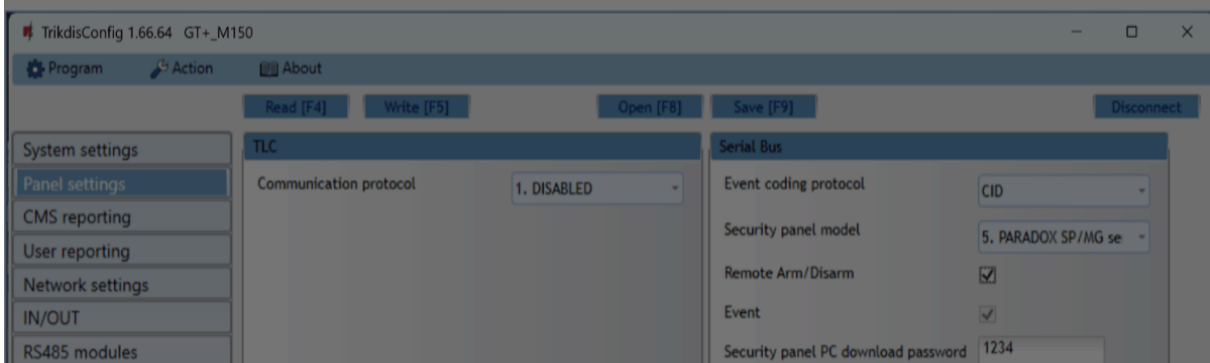 TrikdisConfig 1.66.64 GT+_M150
Program Action About
Read [F4] Write [F5] Open [F8] Save [F9] Disconnect
System settings
Panel settings
CMS reporting
User reporting
Network settings
IN/OUT
RS485 modules
TLC
Communication protocol 1. DISABLED
Serial Bus
Event coding protocol CID
Security panel model 5. PARADOX SP/MG se
Remote Arm/Disarm
Event
Security panel PC download password 1234